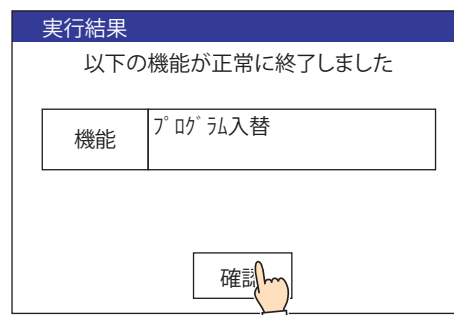 実行結果
以下の機能が正常に終了しました
機能
ﾌﾟﾛｸﾞﾗﾑ入替
確認